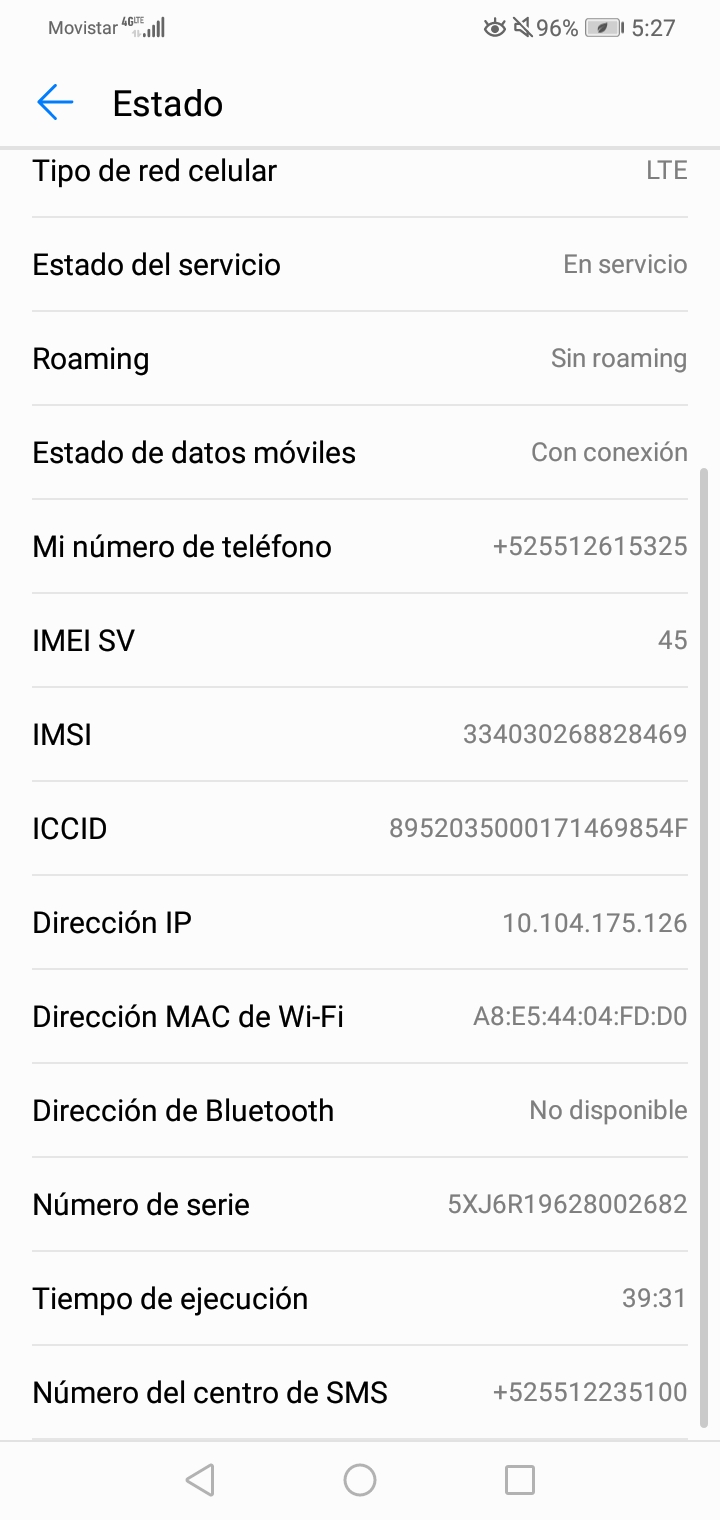 Movistar 4G LTE 96% 5:27
Estado
Tipo de red celular LTE
Estado del servicio En servicio
Roaming Sin roaming
Estado de datos móviles Con conexión
Mi número de teléfono +525512615325
IMEI SV 45
IMSI 334030268828469
ICCID 8952035000171469854F
Dirección IP 10.104.175.126
Dirección MAC de Wi-Fi A8:E5:44:04:FD:D0
Dirección de Bluetooth No disponible
Número de serie 5XJ6R19628002682
Tiempo de ejecución 39:31
Número del centro de SMS +525512235100